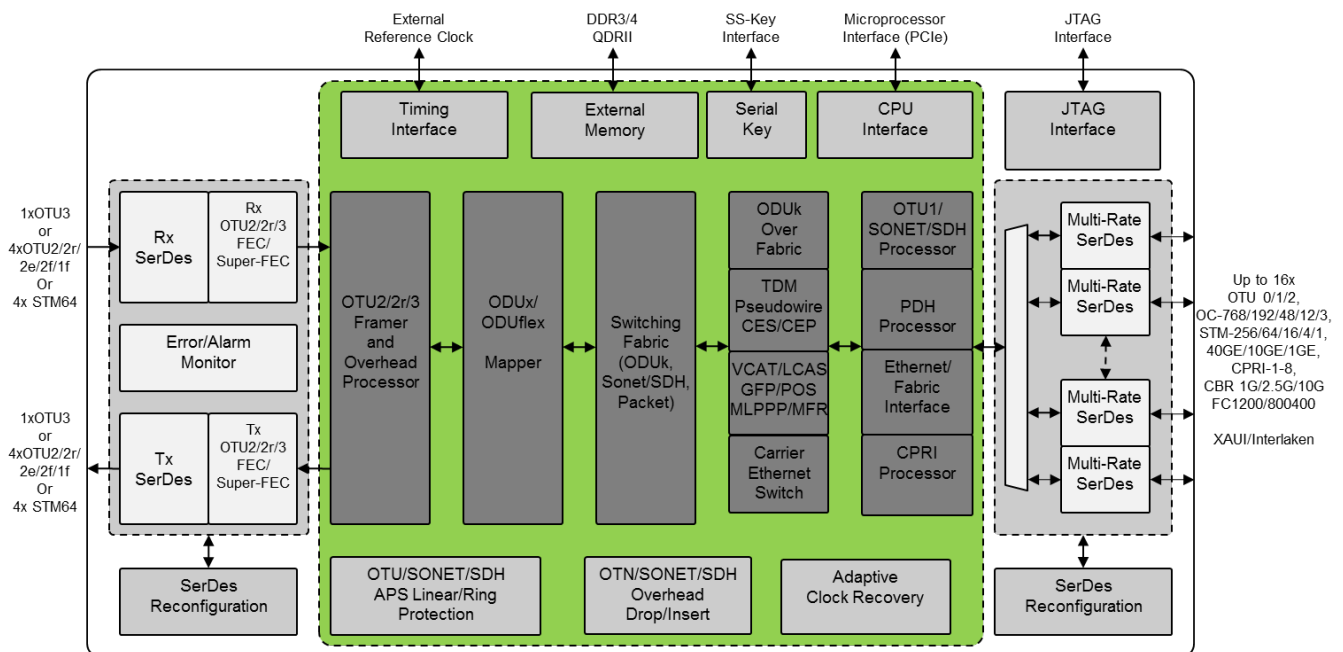 External
Reference Clock
DDR3/4
QDRII
SS-Key
Interface
Microprocessor
Interface (PCIe)
JTAG
Interface
Timing
Interface
External
Memory
Serial
Key
CPU
Interface
JTAG
Interface
1xOTU3
or
4xOTU2/2r/
2e/2f/1f
Or
4x STM64
Rx
SerDes
Rx
OTU2/2r/3
FEC/
Super-FEC
Error/Alarm
Monitor
1xOTU3
or
4xOTU2/2r/
2e/2f/1f
Or
4x STM64
Tx
SerDes
Tx
OTU2/2r/3
FEC/
Super-FEC
SerDes
Reconfiguration
OTU2/2r/3
Framer
and
Overhead
Processor
ODUx/
ODUflex
Mapper
Switching
Fabric
(ODUk,
Sonet/SDH,
Packet)
ODUk
Over
Fabric
TDM
Pseudowire
CES/CEP
VCAT/LCAS
GFP/POS
MLPPP/MFR
Carrier
Ethernet
Switch
OTU1/
SONET/SDH
Processor
PDH
Processor
Ethernet/
Fabric
Interface
CPRI
Processor
OTU/SONET/SDH
APS Linear/Ring
Protection
OTN/SONET/SDH
Overhead
Drop/Insert
Adaptive
Clock Recovery
Multi-Rate
SerDes
Multi-Rate
SerDes
Multi-Rate
SerDes
Multi-Rate
SerDes
SerDes
Reconfiguration
Up to 16x
OTU 0/1/2,
OC-768/192/48/12/3,
STM-256/64/16/4/1,
40GE/10GE/1GE,
CPRI-1-8,
CBR 1G/2.5G/10G
FC1200/800400
XAUI/Interlaken